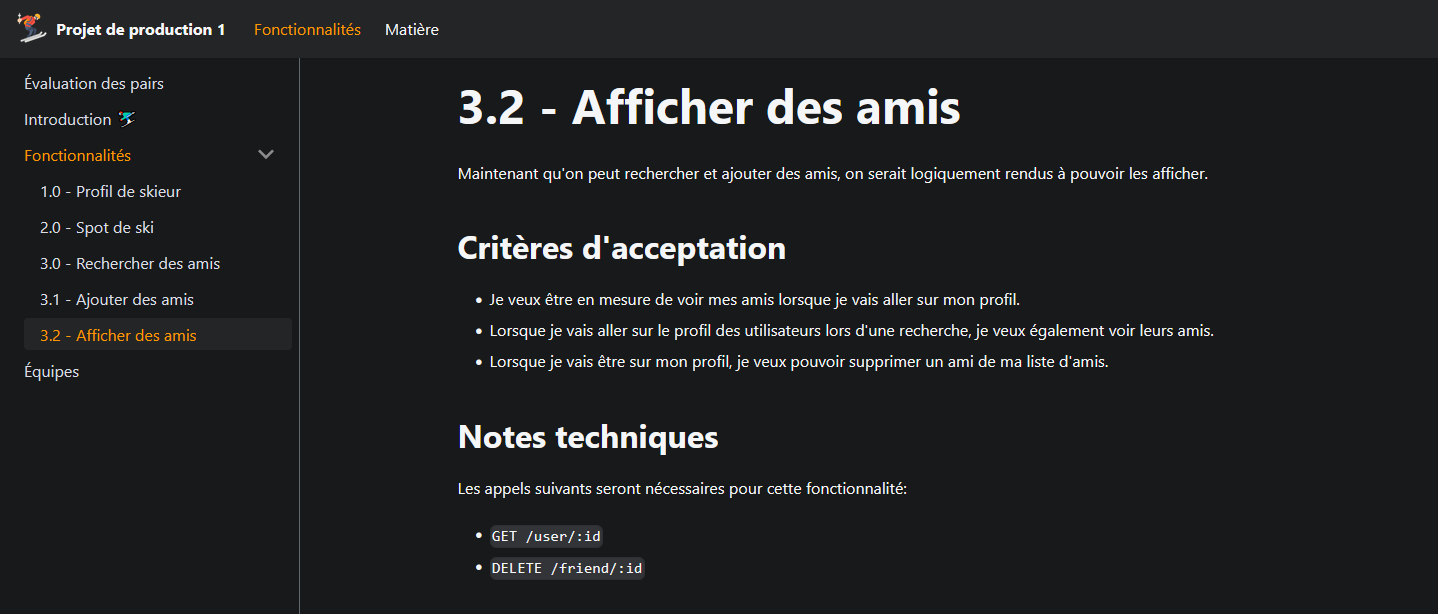 Projet de production 1
Fonctionnalités
Matière
Évaluation des pairs
Introduction
Fonctionnalités
1.0 - Profil de skieur
2.0 - Spot de ski
3.0 - Rechercher des amis
3.1 - Ajouter des amis
3.2 - Afficher des amis
Équipes
3.2 - Afficher des amis
Maintenant qu'on peut rechercher et ajouter des amis, on serait logiquement rendus à pouvoir les afficher.
Critères d'acceptation
Je veux être en mesure de voir mes amis lorsque je vais aller sur mon profil.
Lorsque je vais aller sur le profil des utilisateurs lors d'une recherche, je veux également voir leurs amis.
Lorsque je vais être sur mon profil, je veux pouvoir supprimer un ami de ma liste d'amis.
Notes techniques
Les appels suivants seront nécessaires pour cette fonctionnalité:
GET /user/:id
DELETE /friend/:id